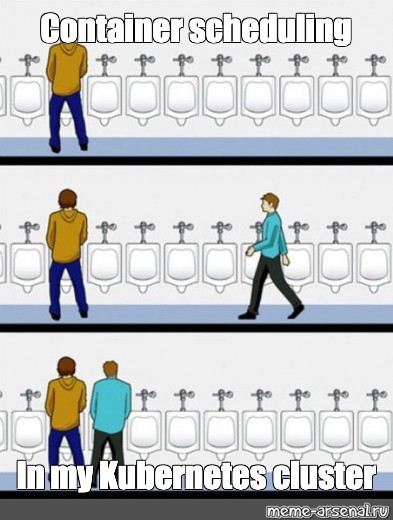 Container scheduling
In my Kubernetes cluster
meme-arsenal.ru